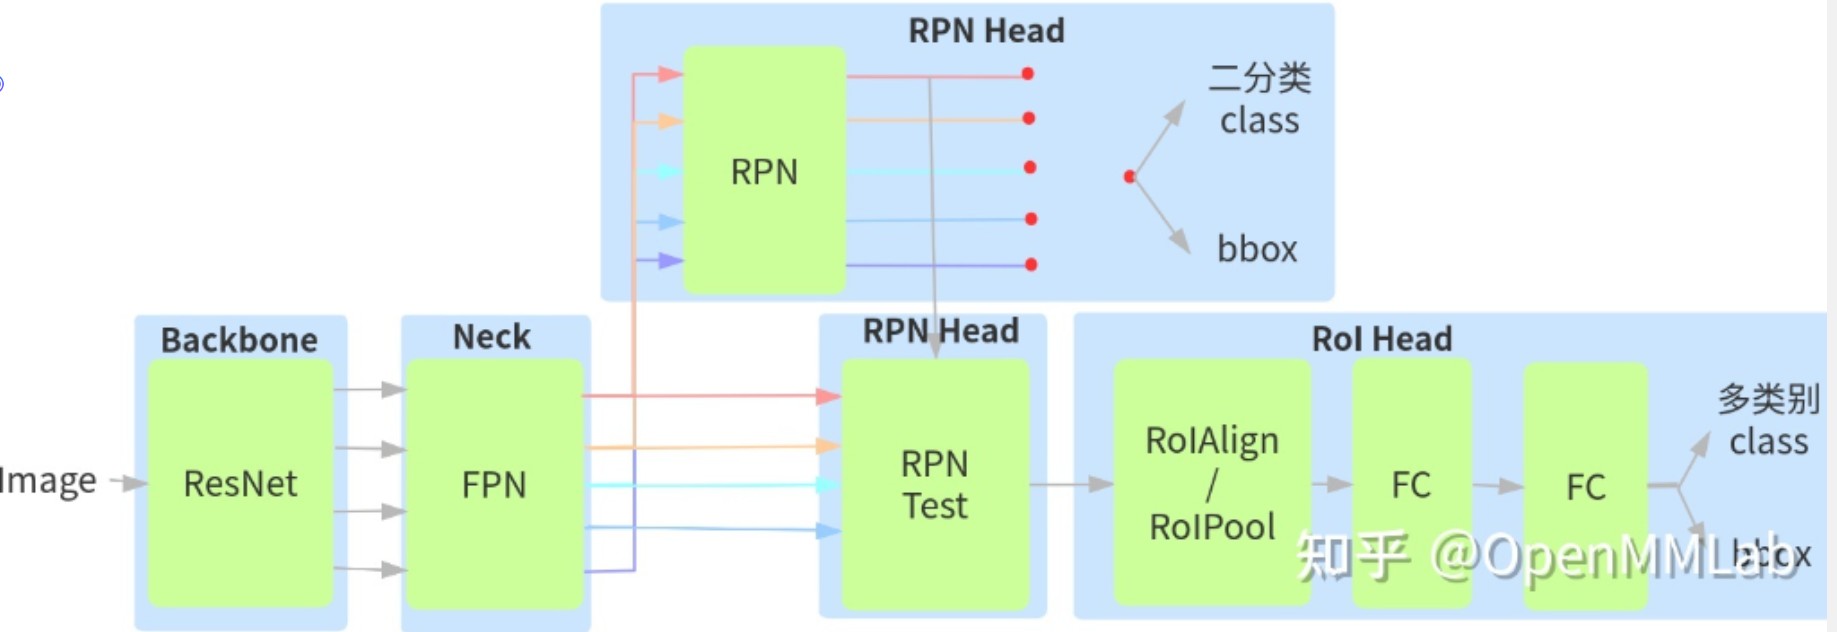 RPN Head
二分类
class
RPN
bbox
Backbone
Neck
RPN Head
RoI Head
多类别
class
Image
ResNet
FPN
RPN
Test
RoIAlign
/
RoIPool
FC
FC
bbox
知乎 @OpenMMLab